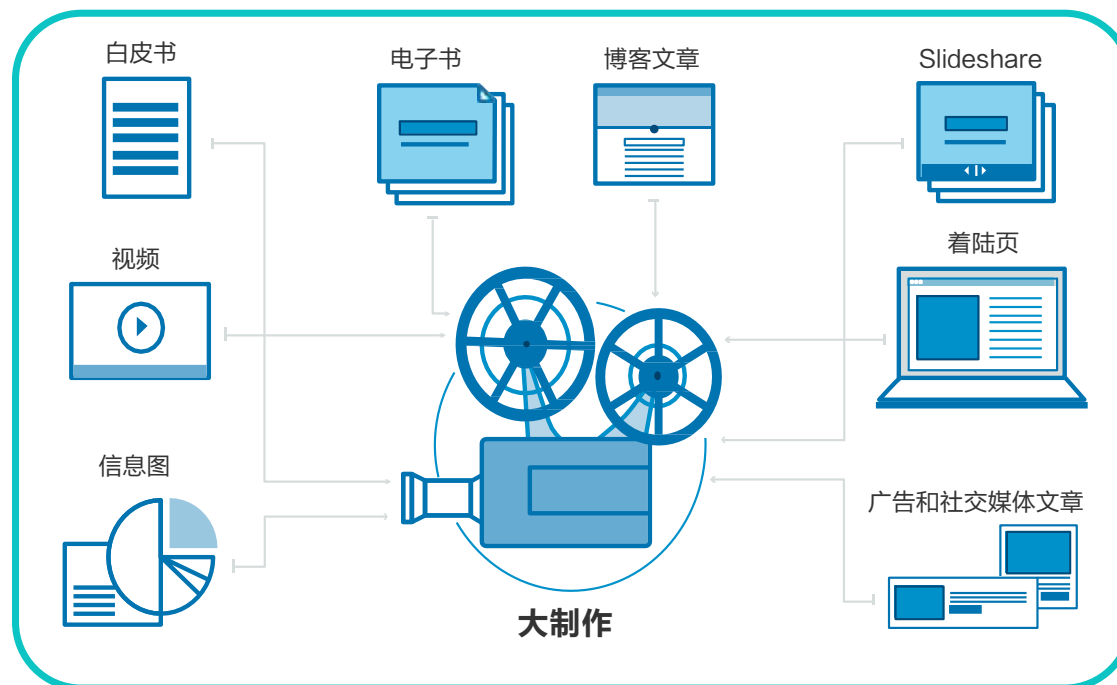 白皮书
电子书
博客文章
Slideshare
视频
着陆页
信息图
广告和社交媒体文章
大制作